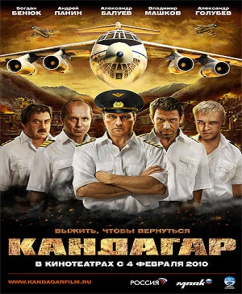 Богдан Бенюк Андрей Панин Александр Балуев Владимир Машков Александр Голубев
ВЫЖИТЬ, ЧТОБЫ ВЕРНУТЬСЯ
КАНДАГАР
В КИНОТЕАТРАХ С 4 ФЕВРАЛЯ 2010
WWW.KANDAGARFILM.RU
РОССИЯ
маяк